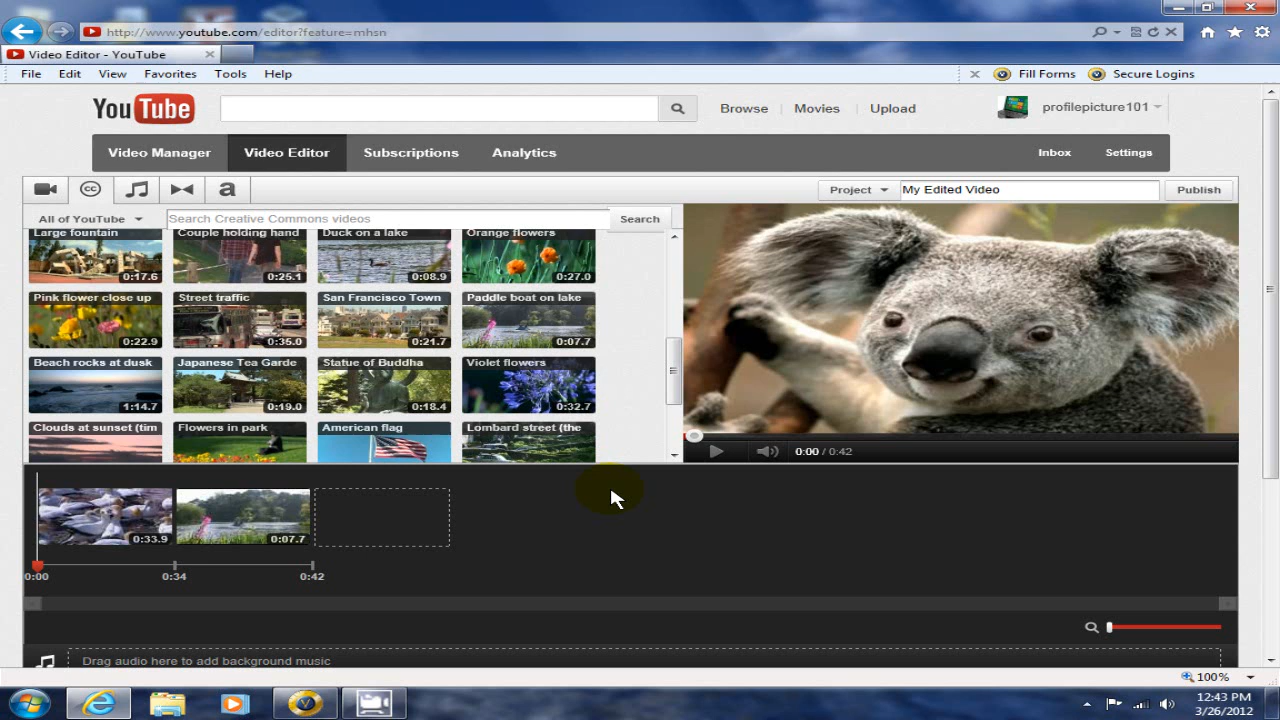 http://www.youtube.com/editor?feature=mhsn
Video Editor - YouTube
File Edit View Favorites Tools Help
Fill Forms Secure Logins
YouTube
Browse Movies Upload
profilepicture101
Video Manager Video Editor Subscriptions Analytics
Inbox Settings
cc a
Project My Edited Video Publish
All of YouTube Search Creative Commons videos Search
Large fountain Couple holding hand Duck on a lake Orange flowers
0:17.6 0:25.1 0:08.9 0:27.0
Pink flower close up Street traffic San Francisco Town Paddle boat on lake
0:22.9 0:35.0 0:21.7 0:07.7
Beach rocks at dusk Japanese Tea Garde Statue of Buddha Violet flowers
1:14.7 0:19.0 0:18.4 0:32.7
Clouds at sunset (tim Flowers in park American flag Lombard street (the
0:00 / 0:42
0:33.9 0:07.7
0:00 0:34 0:42
Drag audio here to add background music
100%
12:43 PM
3/26/2012